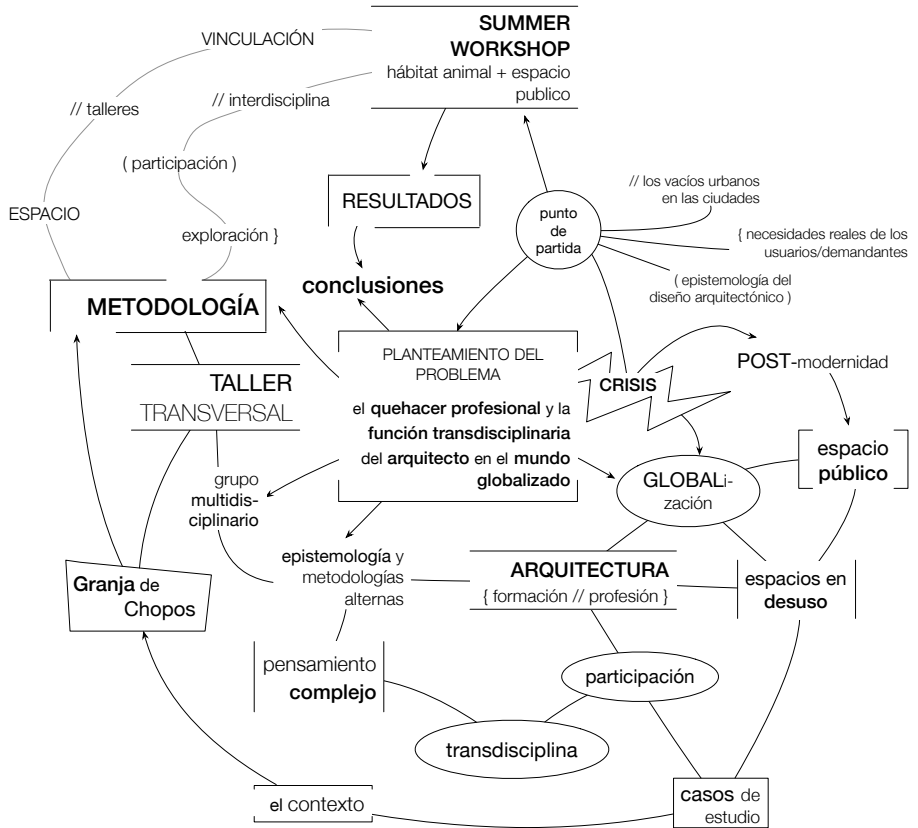 SUMMER
WORKSHOP
hábitat animal + espacio
publico
VINCULACIÓN
// talleres
ESPACIO
// interdisciplina
( participación )
exploración }
RESULTADOS
conclusiones
punto
de
partida
// los vacíos urbanos
en las ciudades
{ necesidades reales de los
usuarios/demandantes
( epistemología del
diseño arquitectónico )
METODOLOGÍA
TALLER
TRANSVERSAL
PLANTEAMIENTO DEL
PROBLEMA
el quehacer profesional y la
función transdisciplinaria
del arquitecto en el mundo
globalizado
CRISIS
POST-modernidad
espacio
público
GLOBALi-
zación
grupo
multidis-
ciplinario
epistemología y
metodologías
alternas
ARQUITECTURA
{ formación // profesión }
espacios en
desuso
Granja de
Chopos
pensamiento
complejo
participación
transdisciplina
el contexto
casos de
estudio